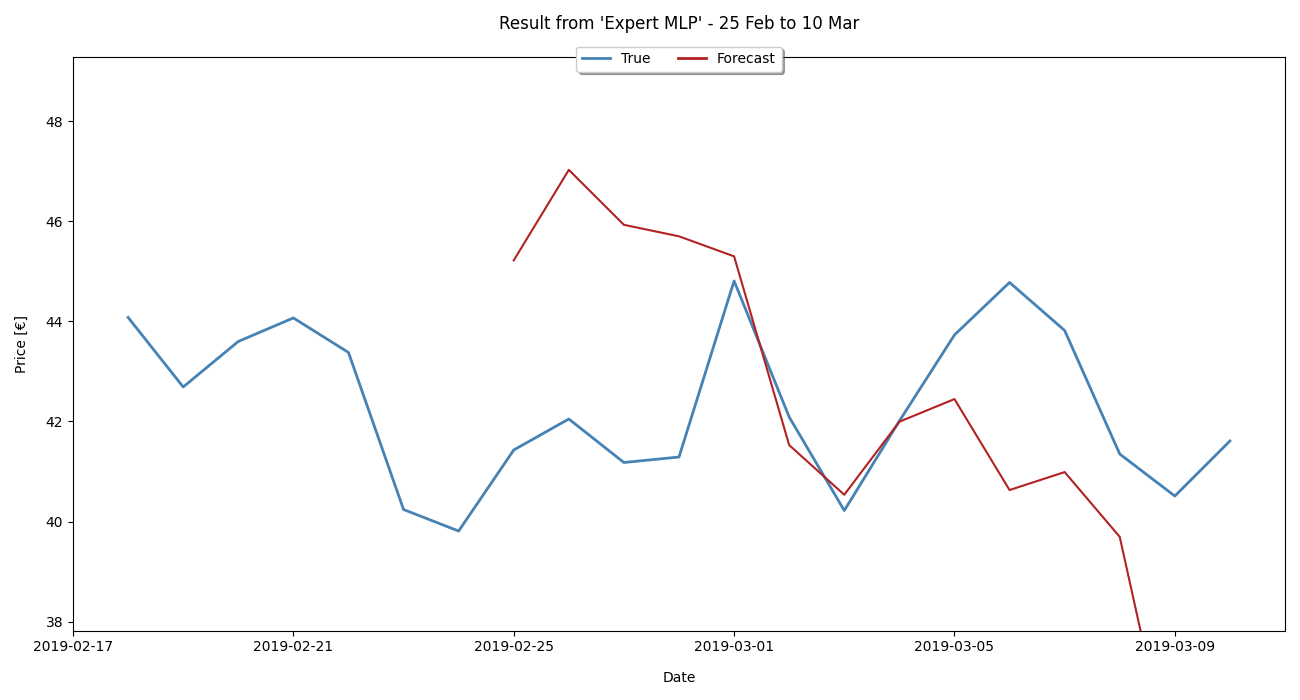 Result from 'Expert MLP' - 25 Feb to 10 Mar
True Forecast
48
46
44
42
40
38
Price [€]
2019-02-17 2019-02-21 2019-02-25 2019-03-01 2019-03-05 2019-03-09
Date